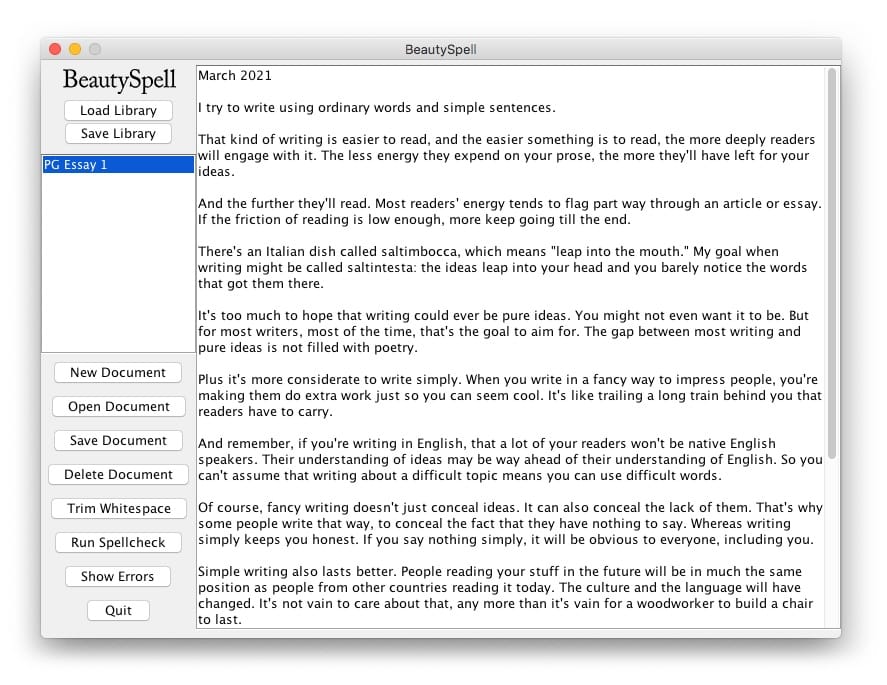 BeautySpell
BeautySpell
Load Library
Save Library
PG Essay 1
New Document
Open Document
Save Document
Delete Document
Trim Whitespace
Run Spellcheck
Show Errors
Quit
March 2021
I try to write using ordinary words and simple sentences.
That kind of writing is easier to read, and the easier something is to read, the more deeply readers
will engage with it. The less energy they expend on your prose, the more they'll have left for your
ideas.
And the further they'll read. Most readers' energy tends to flag part way through an article or essay.
If the friction of reading is low enough, more keep going till the end.
There's an Italian dish called saltimbocca, which means "leap into the mouth." My goal when
writing might be called saltintesta: the ideas leap into your head and you barely notice the words
that got them there.
It's too much to hope that writing could ever be pure ideas. You might not even want it to be. But
for most writers, most of the time, that's the goal to aim for. The gap between most writing and
pure ideas is not filled with poetry.
Plus it's more considerate to write simply. When you write in a fancy way to impress people, you're
making them do extra work just so you can seem cool. It's like trailing a long train behind you that
readers have to carry.
And remember, if you're writing in English, that a lot of your readers won't be native English
speakers. Their understanding of ideas may be way ahead of their understanding of English. So you
can't assume that writing about a difficult topic means you can use difficult words.
Of course, fancy writing doesn't just conceal ideas. It can also conceal the lack of them. That's why
some people write that way, to conceal the fact that they have nothing to say. Whereas writing
simply keeps you honest. If you say nothing simply, it will be obvious to everyone, including you.
Simple writing also lasts better. People reading your stuff in the future will be in much the same
position as people from other countries reading it today. The culture and the language will have
changed. It's not vain to care about that, any more than it's vain for a woodworker to build a chair
to last.